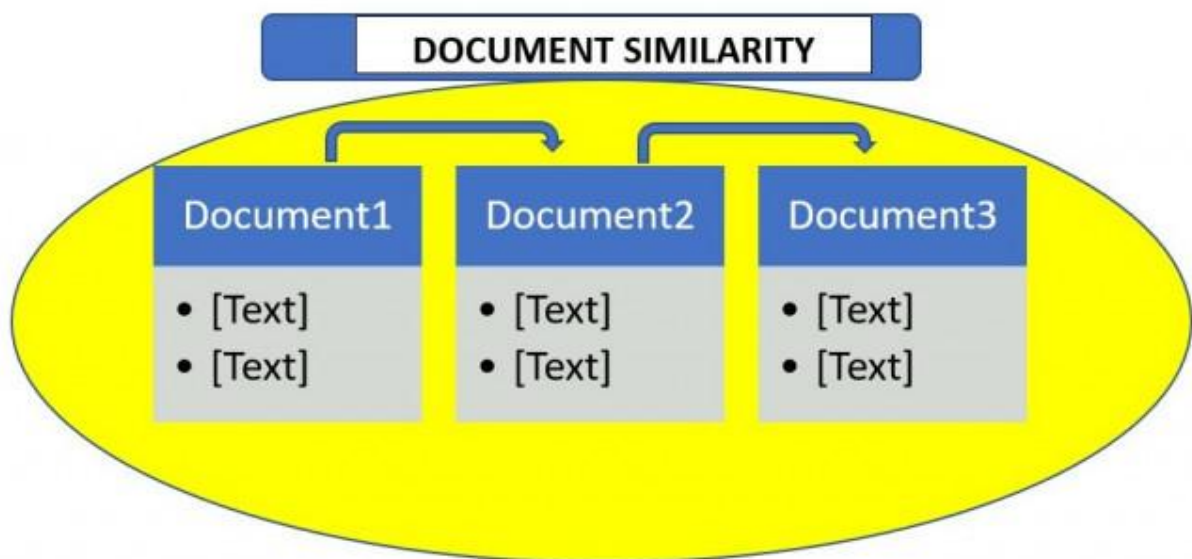 DOCUMENT SIMILARITY
Document1
• [Text]
• [Text]
Document2
• [Text]
• [Text]
Document3
• [Text]
• [Text]